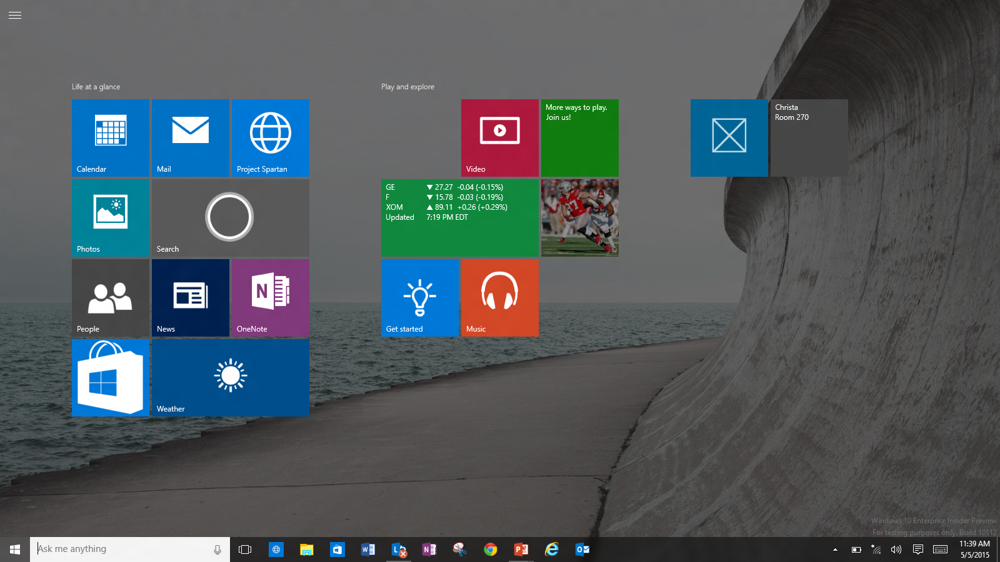 Life at a glance
Calendar
Mail
Project Spartan
Photos
Search
People
News
N
OneNote
Weather
Play and explore
Video
More ways to play.
Join us!
GE ▼ 27.27 -0.04 (-0.15%)
F ▼ 15.78 -0.03 (-0.19%)
XOM ▲ 89.11 +0.26 (+0.29%)
Updated 7:19 PM EDT
Get started
Music
Christa
Room 270
Windows 10 Enterprise Insider Preview
For testing purposes only. Build 10112
Ask me anything
11:39 AM
5/5/2015